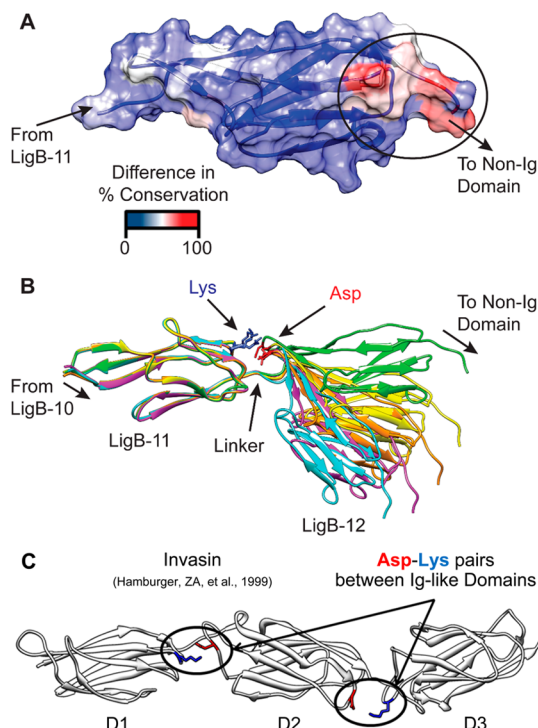 A
From
LigB-11
To Non-Ig
Domain
Difference in
% Conservation
0 100
B
Lys
Asp
To Non-Ig
Domain
From
LigB-10
LigB-11
Linker
LigB-12
C
Invasin
(Hamburger, ZA, et al., 1999)
Asp-Lys pairs
between Ig-like Domains
D1 D2 D3